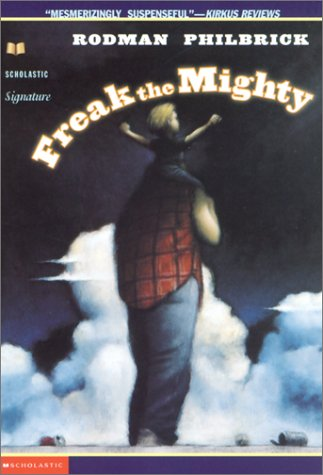 "MESMERIZINGLY SUSPENSEFUL"—KIRKUS REVIEWS
RODMAN PHILBRICK
SCHOLASTIC
Signature
Freak the Mighty
SCHOLASTIC